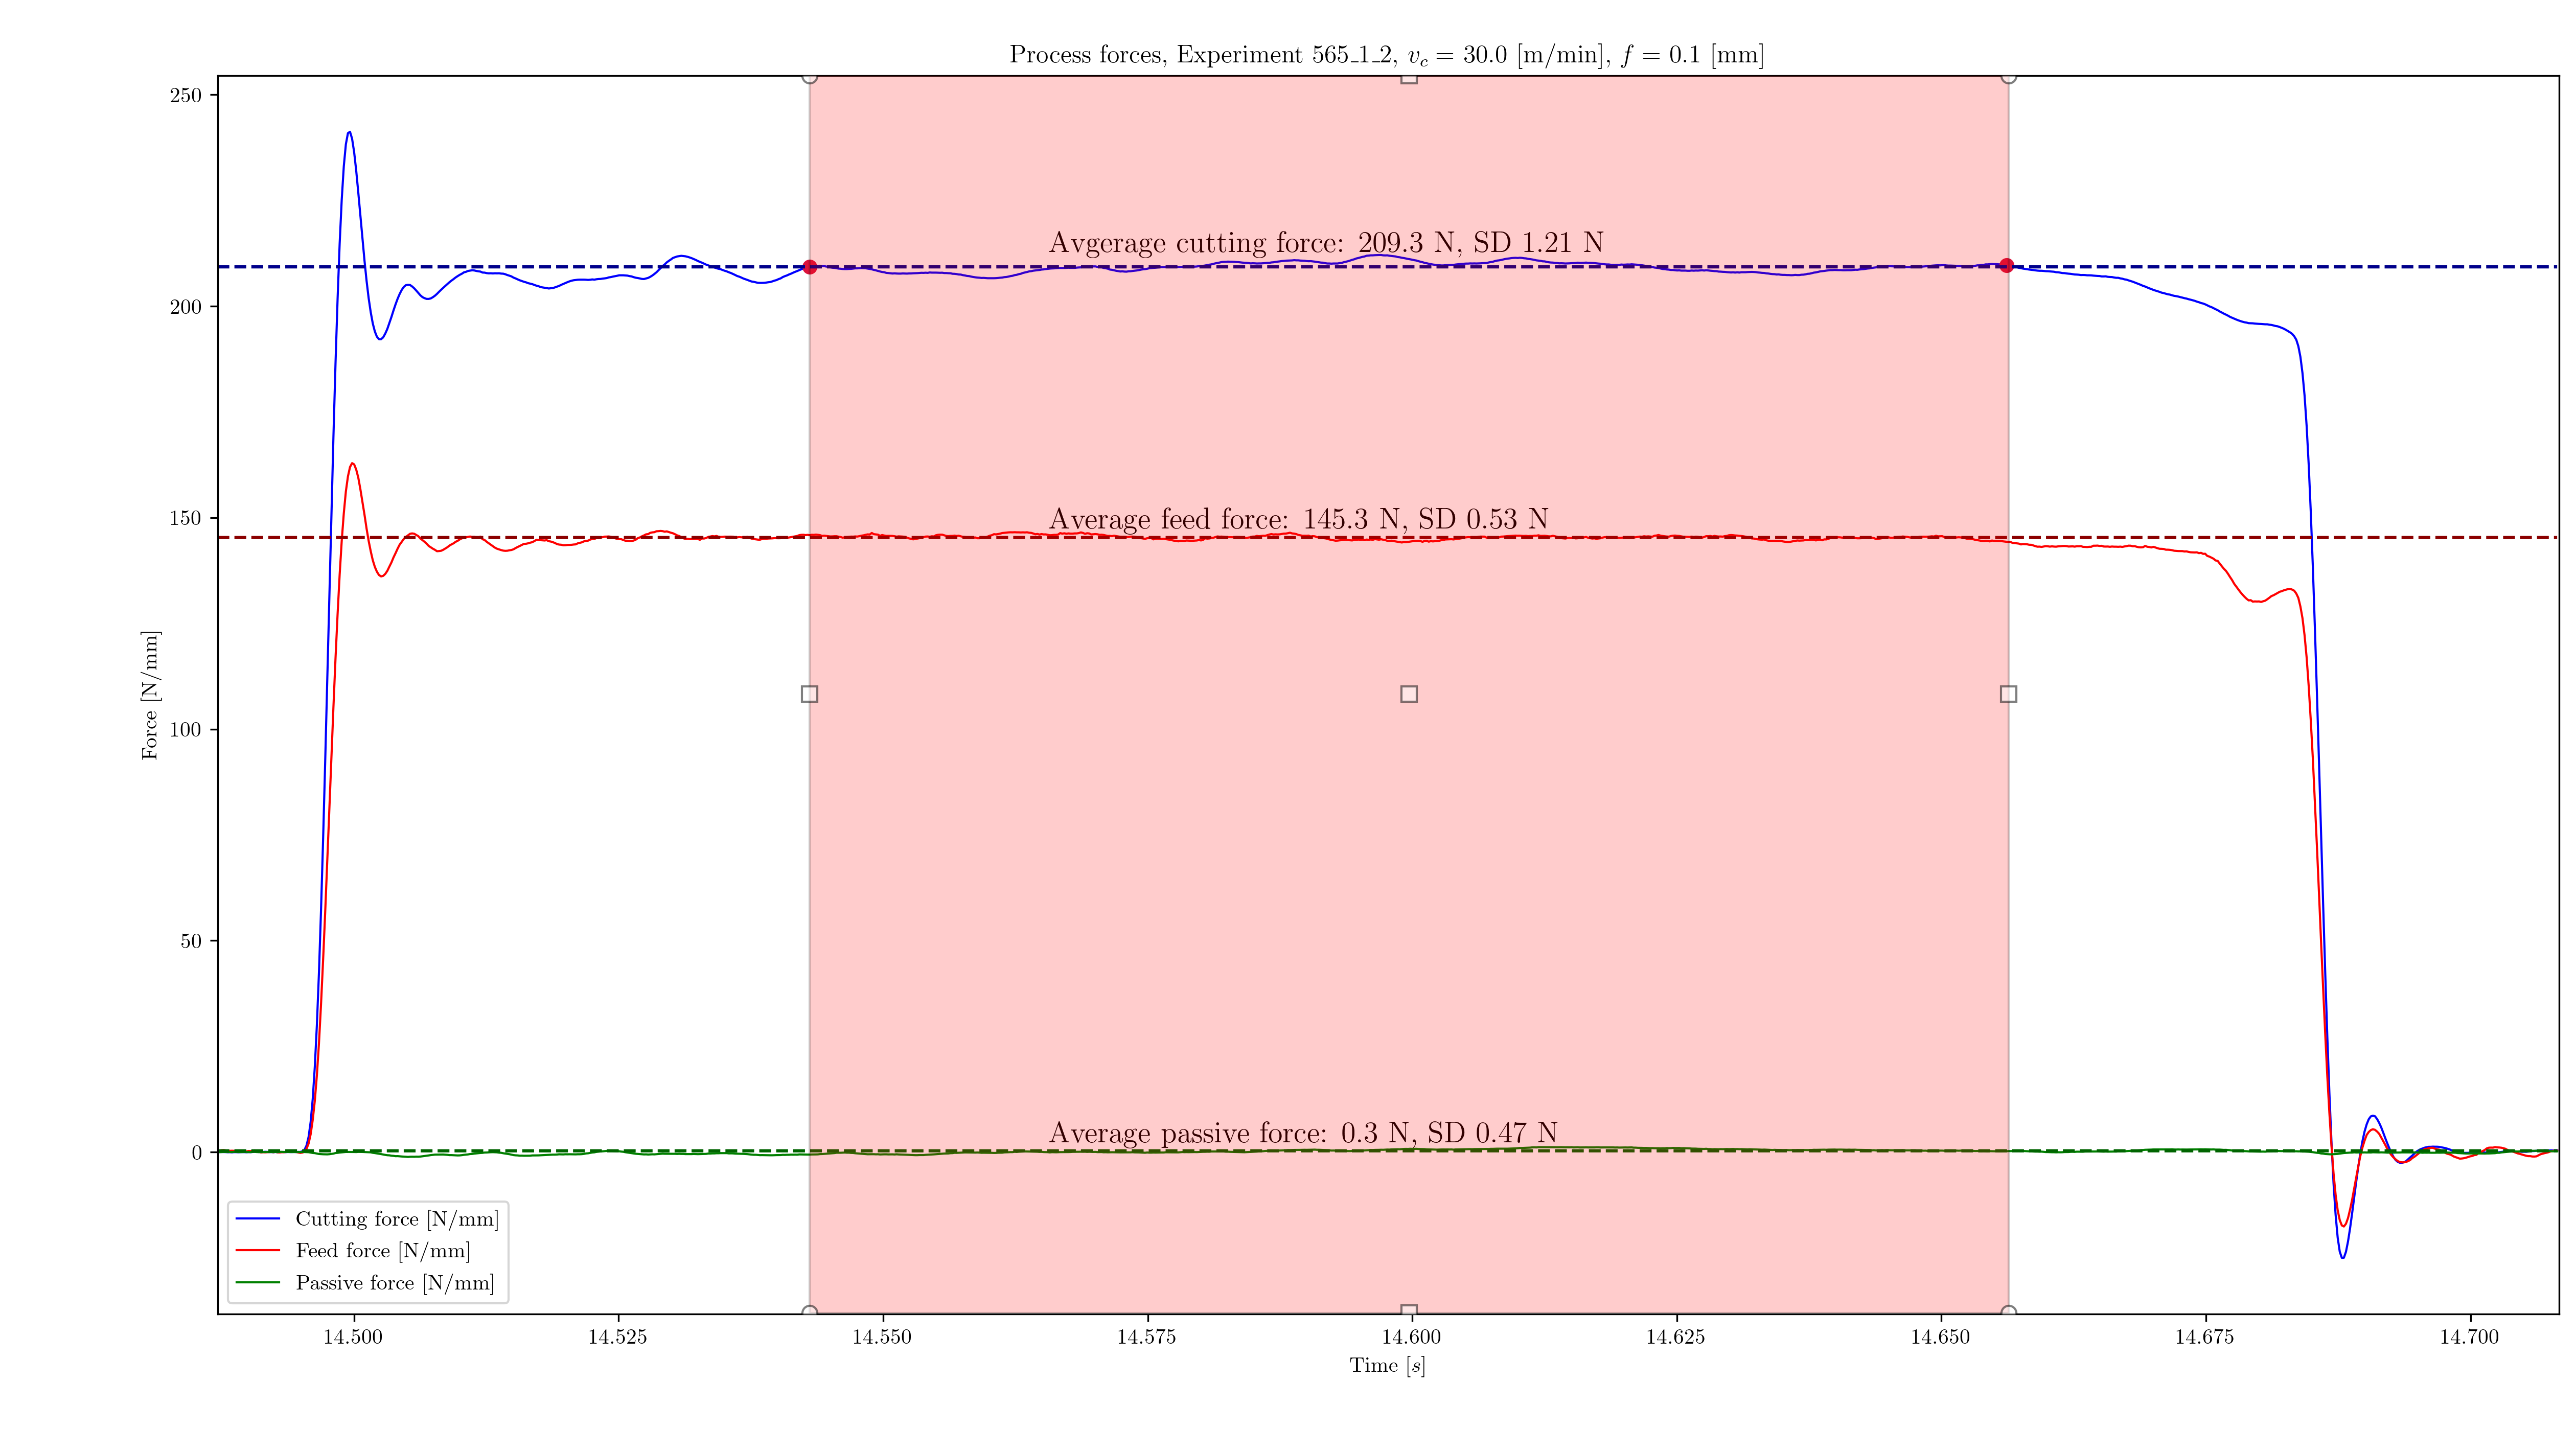 Process forces, Experiment 565_1_2, v_c = 30.0 [m/min], f = 0.1 [mm]
250
200
150
100
50
0
Force [N/mm]
Avgerage cutting force: 209.3 N, SD 1.21 N
Average feed force: 145.3 N, SD 0.53 N
Average passive force: 0.3 N, SD 0.47 N
Cutting force [N/mm]
Feed force [N/mm]
Passive force [N/mm]
14.500 14.525 14.550 14.575 14.600 14.625 14.650 14.675 14.700
Time [s]